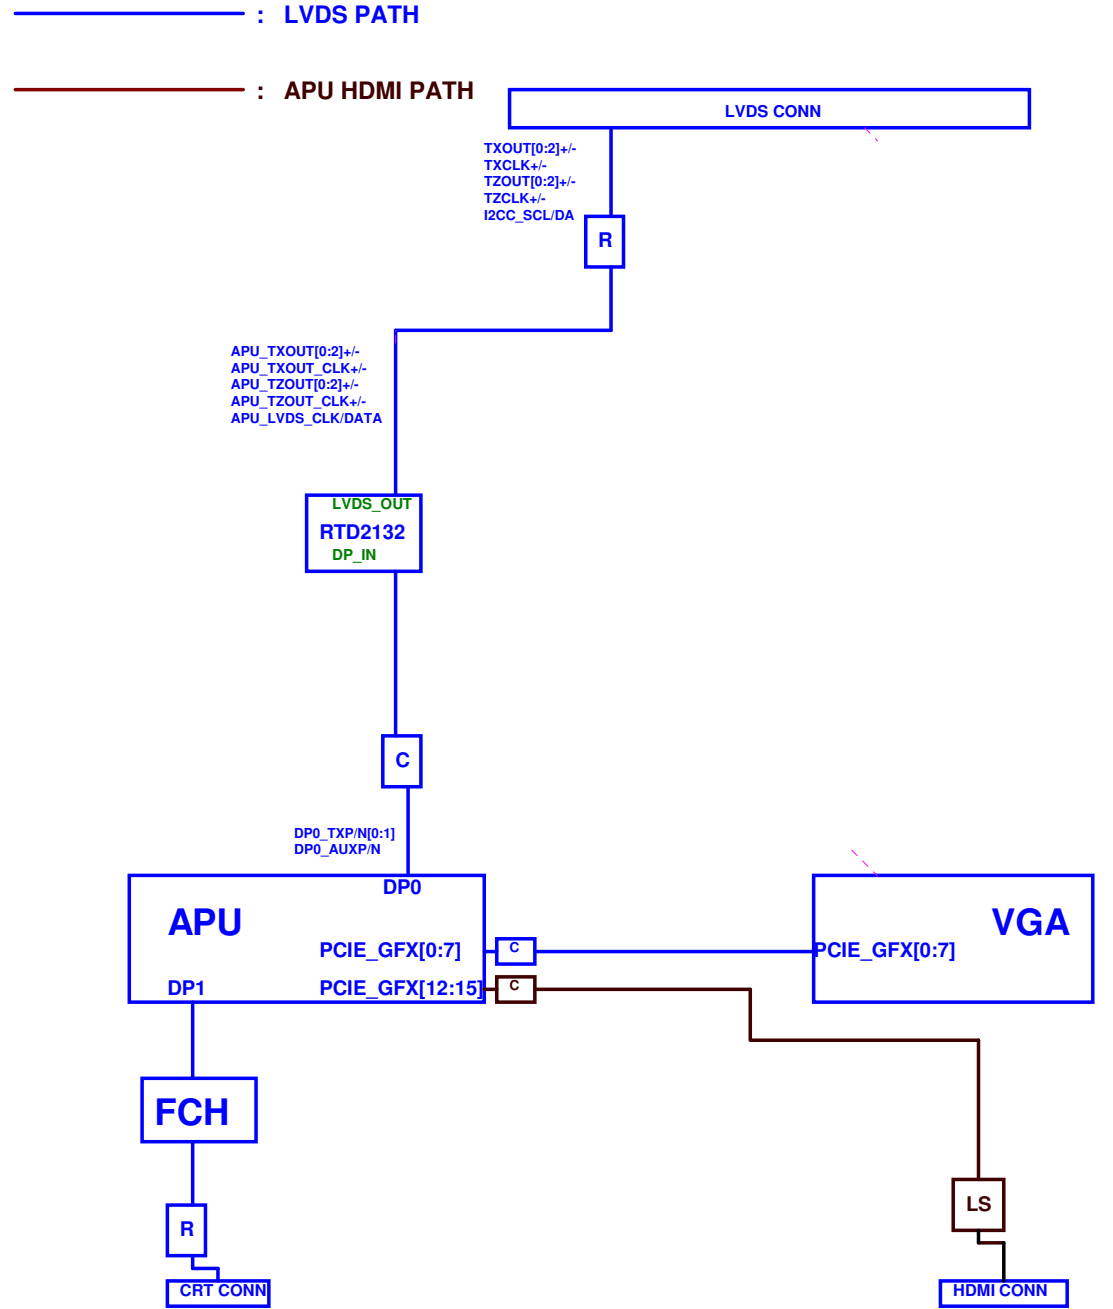 : LVDS PATH
: APU HDMI PATH
LVDS CONN
TXOUT[0:2]+/-
TXCLK+/-
TZOUT[0:2]+/-
TZCLK+/-
I2CC_SCL/DA
R
APU_TXOUT[0:2]+/-
APU_TXOUT_CLK+/-
APU_TZOUT[0:2]+/-
APU_TZOUT_CLK+/-
APU_LVDS_CLK/DATA
LVDS_OUT
RTD2132
DP_IN
C
DP0_TXP/N[0:1]
DP0_AUXP/N
DP0
APU
VGA
PCIE_GFX[0:7]
C
PCIE_GFX[0:7]
DP1
PCIE_GFX[12:15]
C
FCH
LS
R
CRT CONN
HDMI CONN